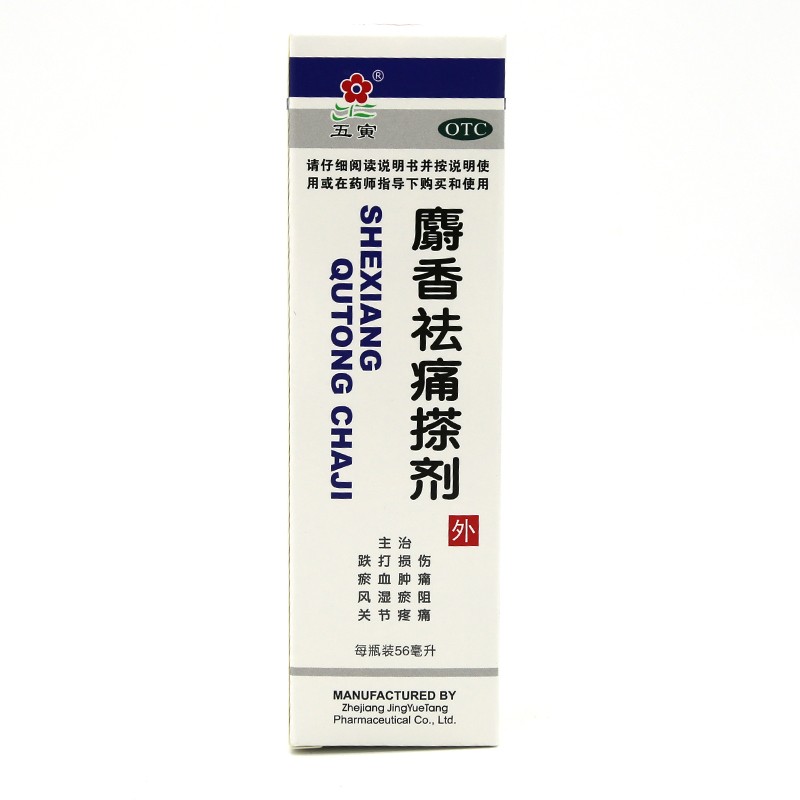 ®
五寅
OTC
请仔细阅读说明书并按说明使
用或在药师指导下购买和使用
麝香祛痛搽剂
SHEXIANG
QUTONG CHAJI
外
主治
跌打损伤
瘀血肿痛
风湿瘀阻
关节疼痛
每瓶装56毫升
MANUFACTURED BY
Zhejiang JingYueTang
Pharmaceutical Co., Ltd.